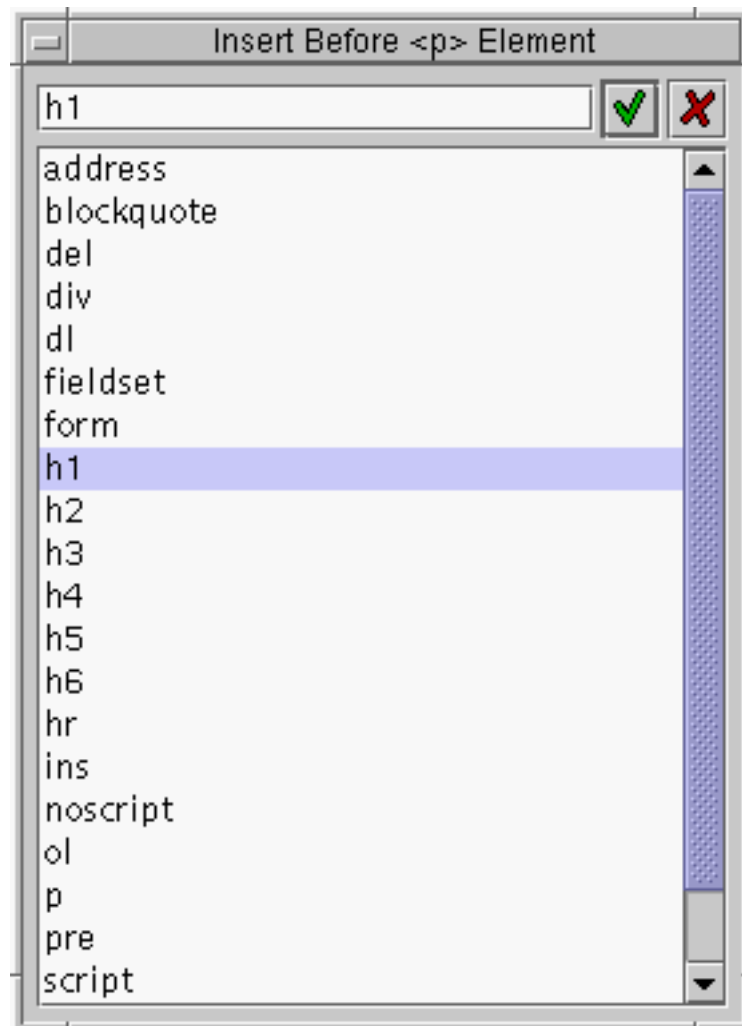 Insert Before <p> Element
h1
address
blockquote
del
div
dl
fieldset
form
h1
h2
h3
h4
h5
h6
hr
ins
noscript
ol
p
pre
script